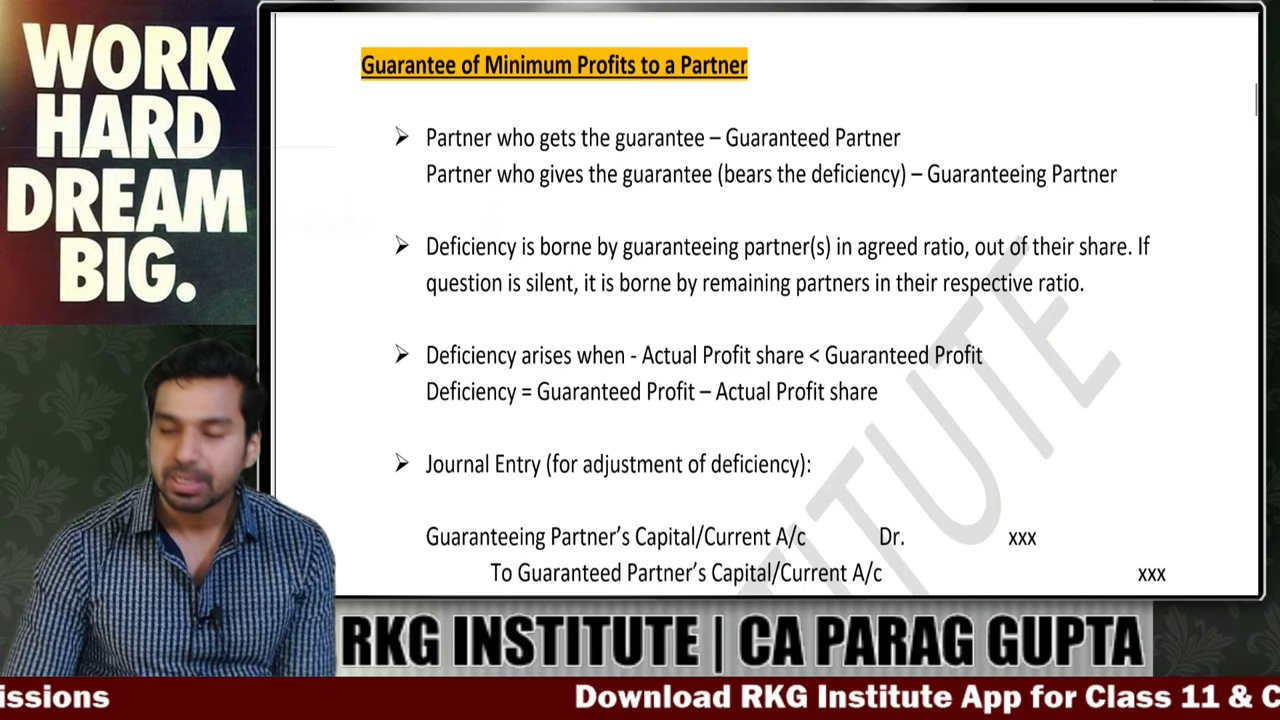 WORK
HARD
DREAM
BIG.
Guarantee of Minimum Profits to a Partner
➢ Partner who gets the guarantee – Guaranteed Partner
Partner who gives the guarantee (bears the deficiency) – Guaranteeing Partner
➢ Deficiency is borne by guaranteeing partner(s) in agreed ratio, out of their share. If
question is silent, it is borne by remaining partners in their respective ratio.
➢ Deficiency arises when - Actual Profit share < Guaranteed Profit
Deficiency = Guaranteed Profit – Actual Profit share
➢ Journal Entry (for adjustment of deficiency):
Guaranteeing Partner’s Capital/Current A/c Dr. xxx
To Guaranteed Partner’s Capital/Current A/c xxx
TITUTE
RKG INSTITUTE | CA PARAG GUPTA
issions Download RKG Institute App for Class 11 & C